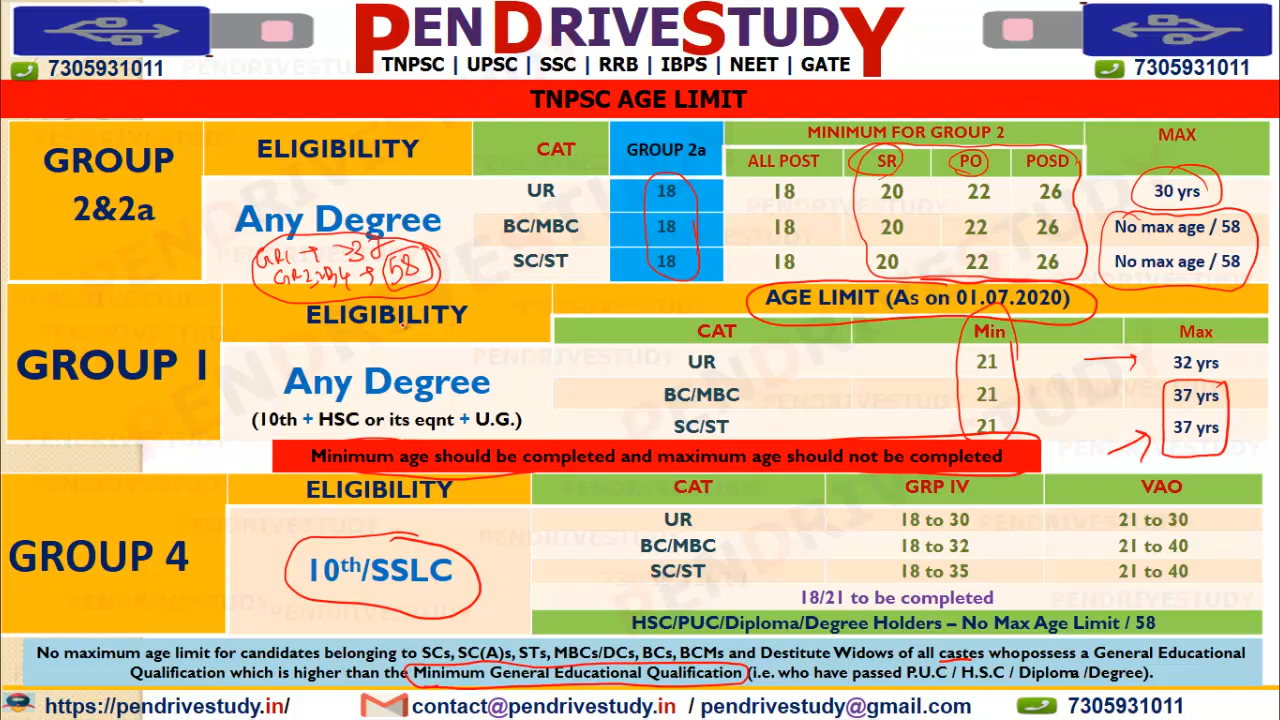 PENDRIVESTUDY
TNPSC | UPSC | SSC | RRB | IBPS | NEET | GATE
7305931011
7305931011
TNPSC AGE LIMIT
GROUP 2&2a
ELIGIBILITY
Any Degree
CAT GROUP 2a MINIMUM FOR GROUP 2 MAX
ALL POST SR PO POSD
UR 18 18 20 22 26 30 yrs
BC/MBC 18 18 20 22 26 No max age / 58
SC/ST 18 18 20 22 26 No max age / 58
58
GROUP 1
ELIGIBILITY
Any Degree
(10th + HSC or its eqnt + U.G.)
AGE LIMIT (As on 01.07.2020)
CAT Min Max
UR 21 32 yrs
BC/MBC 21 37 yrs
SC/ST 21 37 yrs
Minimum age should be completed and maximum age should not be completed
GROUP 4
ELIGIBILITY
10th/SSLC
CAT GRP IV VAO
UR 18 to 30 21 to 30
BC/MBC 18 to 32 21 to 40
SC/ST 18 to 35 21 to 40
18/21 to be completed
HSC/PUC/Diploma/Degree Holders – No Max Age Limit / 58
No maximum age limit for candidates belonging to SCs, SC(A)s, STs, MBCs/DCs, BCs, BCMs and Destitute Widows of all castes whopossess a General Educational
Qualification which is higher than the Minimum General Educational Qualification (i.e. who have passed P.U.C / H.S.C / Diploma /Degree).
https://pendrivestudy.in/ contact@pendrivestudy.in / pendrivestudy@gmail.com 7305931011